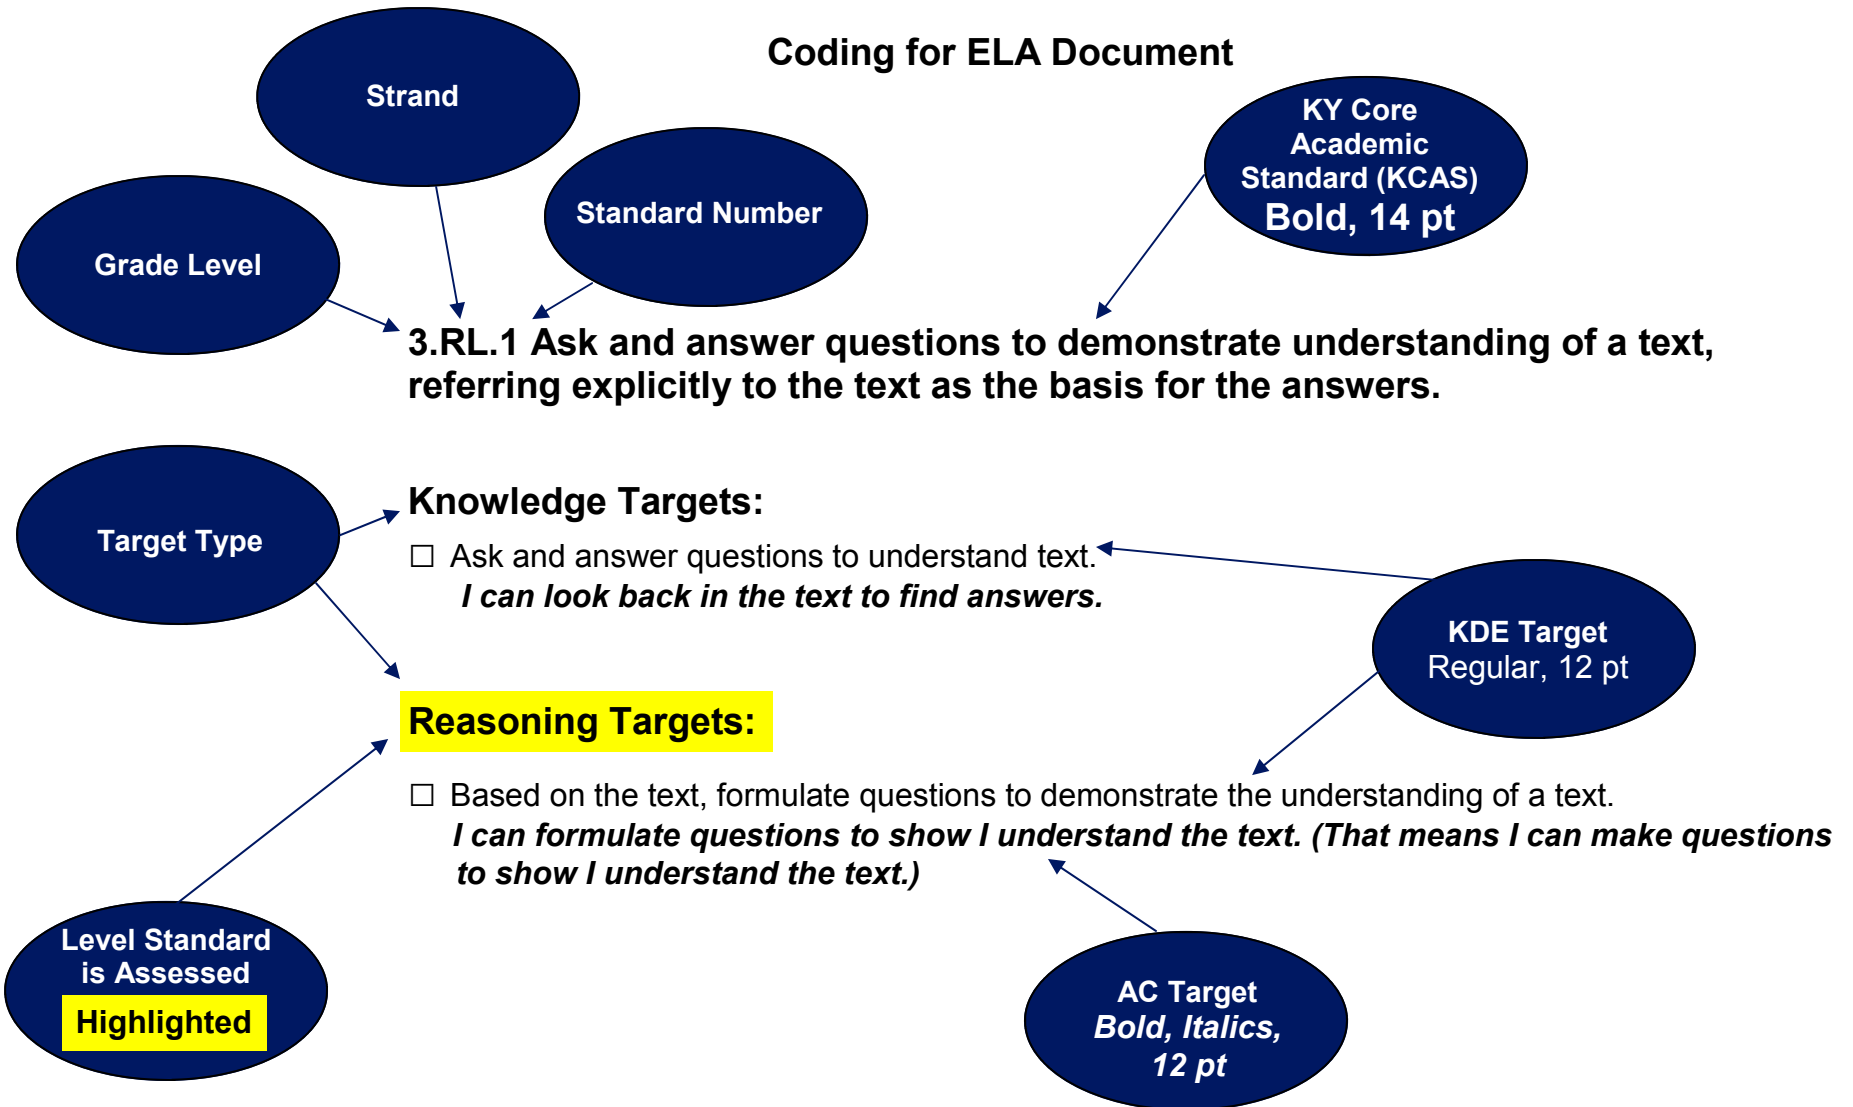 Coding for ELA Document
Strand
KY Core
Academic
Standard (KCAS)
Bold, 14 pt
Standard Number
Grade Level
3.RL.1 Ask and answer questions to demonstrate understanding of a text,
referring explicitly to the text as the basis for the answers.
Target Type
Knowledge Targets:
☐ Ask and answer questions to understand text.
I can look back in the text to find answers.
KDE Target
Regular, 12 pt
Reasoning Targets:
☐ Based on the text, formulate questions to demonstrate the understanding of a text.
I can formulate questions to show I understand the text. (That means I can make questions
to show I understand the text.)
Level Standard
is Assessed
Highlighted
AC Target
Bold, Italics,
12 pt